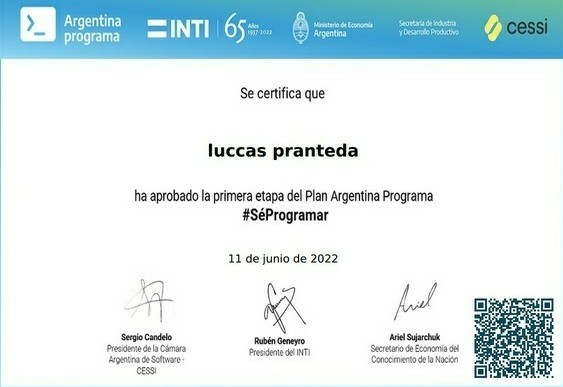 Argentina
programa
INTI
65 Años
1957-2022
Ministerio de Economía
Argentina
Secretaría de Industria
y Desarrollo Productivo
cessi
Se certifica que
luccas pranteda
ha aprobado la primera etapa del Plan Argentina Programa
#SéProgramar
11 de junio de 2022
Ariel
Sergio Candelo
Presidente de la Cámara
Argentina de Software -
CESSI
Rubén Geneyro
Presidente del INTI
Ariel Sujarchuk
Secretario de Economía del
Conocimiento de la Nación